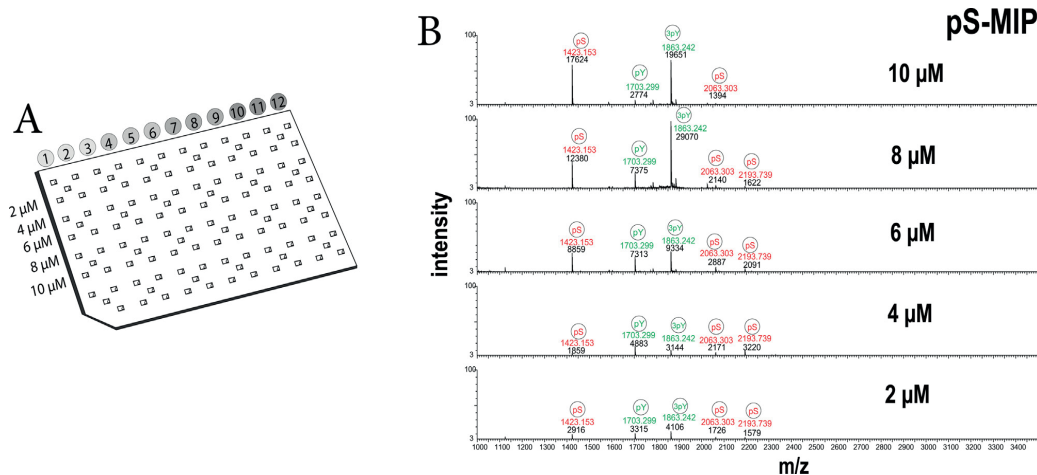 A
1 2 3 4 5 6 7 8 9 10 11 12
2 µM
4 µM
6 µM
8 µM
10 µM
B
pS-MIP
intensity
100
3
pS
1423.153
17624
pY
1703.299
2774
3pY
1863.242
19651
pS
2063.303
1394
10 µM
100
3
pS
1423.153
12380
pY
1703.299
7375
3pY
1863.242
29070
pS
2063.303
2140
pS
2193.739
1622
8 µM
100
3
pS
1423.153
8859
pY
1703.299
7313
3pY
1863.242
9334
pS
2063.303
2887
pS
2193.739
2091
6 µM
100
3
pS
1423.153
1859
pY
1703.299
4883
3pY
1863.242
3144
pS
2063.303
2171
pS
2193.739
3220
4 µM
100
3
pS
1423.153
2916
pY
1703.299
3315
3pY
1863.242
4106
pS
2063.303
1726
pS
2193.739
1579
2 µM
1000 1100 1200 1300 1400 1500 1600 1700 1800 1900 2000 2100 2200 2300 2400 2500 2600 2700 2800 2900 3000 3100 3200 3300 3400
m/z